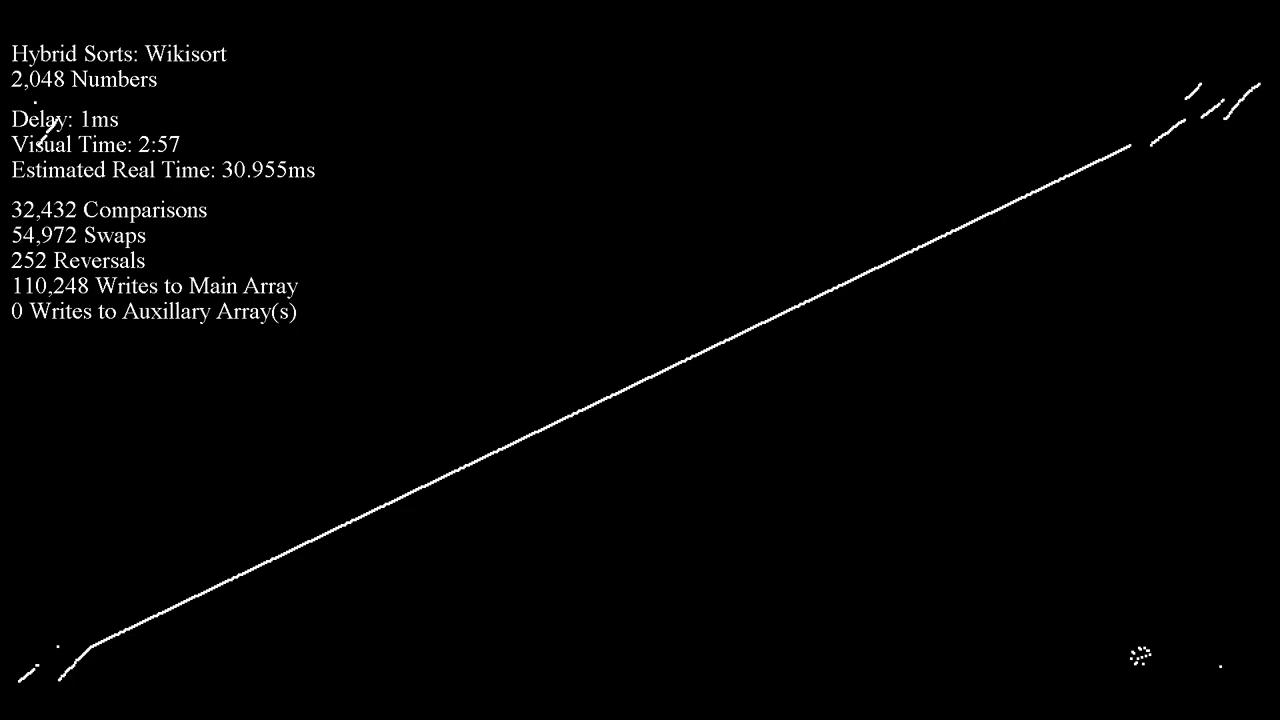 Hybrid Sorts: Wikisort
2,048 Numbers
Delay: 1ms
Visual Time: 2:57
Estimated Real Time: 30.955ms
32,432 Comparisons
54,972 Swaps
252 Reversals
110,248 Writes to Main Array
0 Writes to Auxillary Array(s)